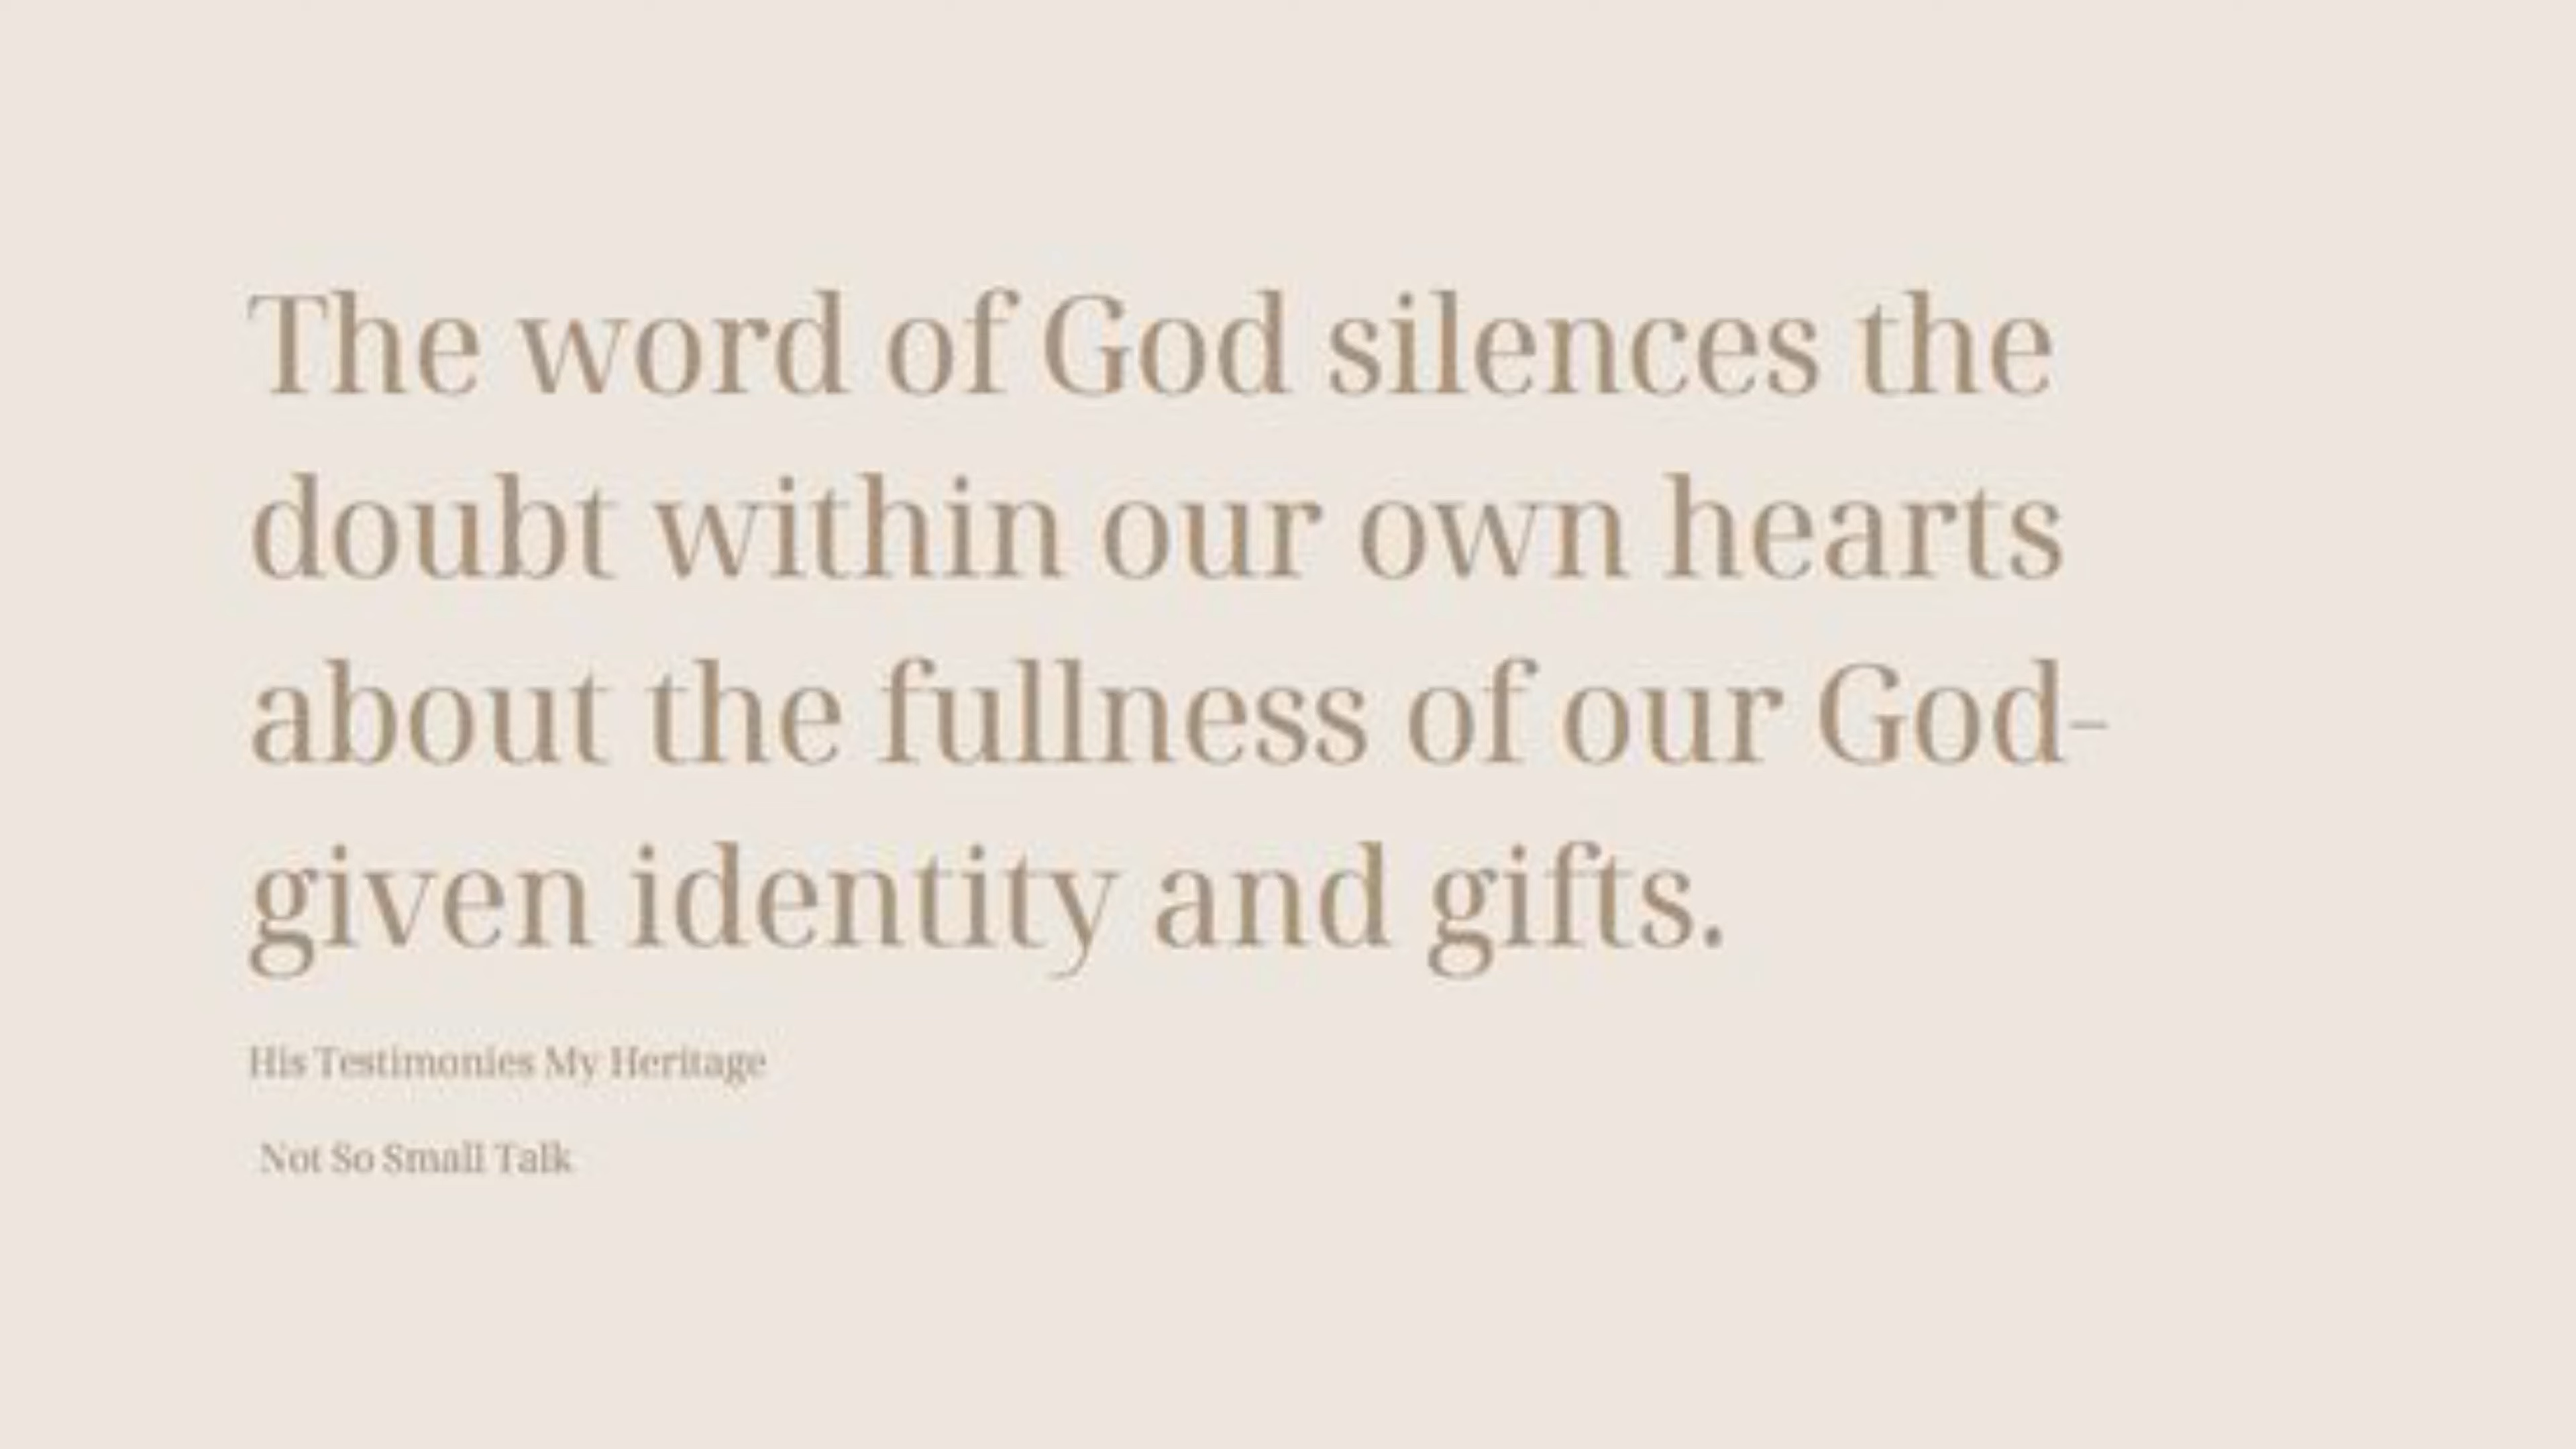 The word of God silences the
doubt within our own hearts
about the fullness of our God-
given identity and gifts.
His Testimonies My Heritage
Not So Small Talk